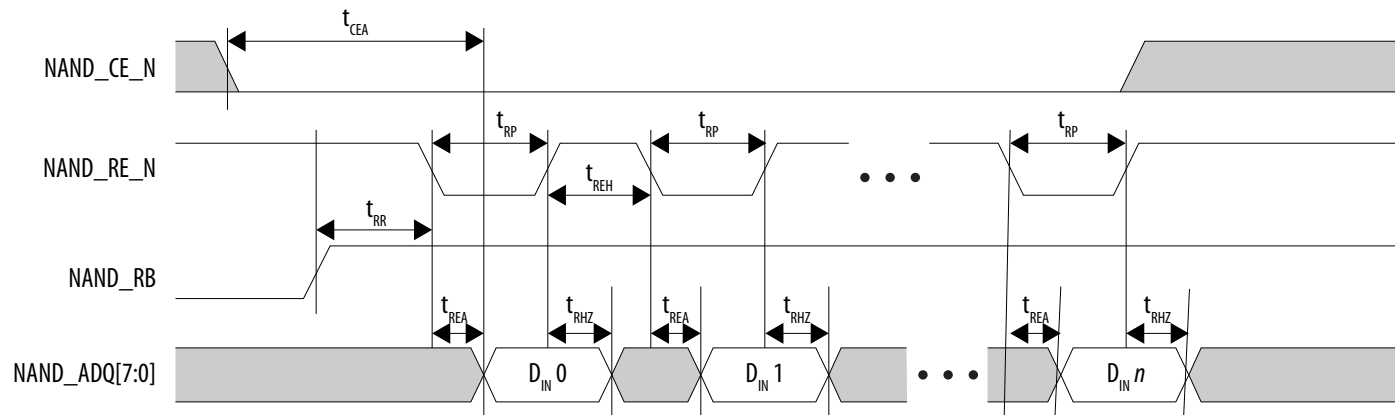 tCEA
NAND_CE_N
tRP tRP tRP
NAND_RE_N
tREH
• • •
tRR
NAND_RB
tREA tRHZ tREA tRHZ tREA tRHZ
NAND_ADQ[7:0]
DIN 0 DIN 1 • • • DIN n